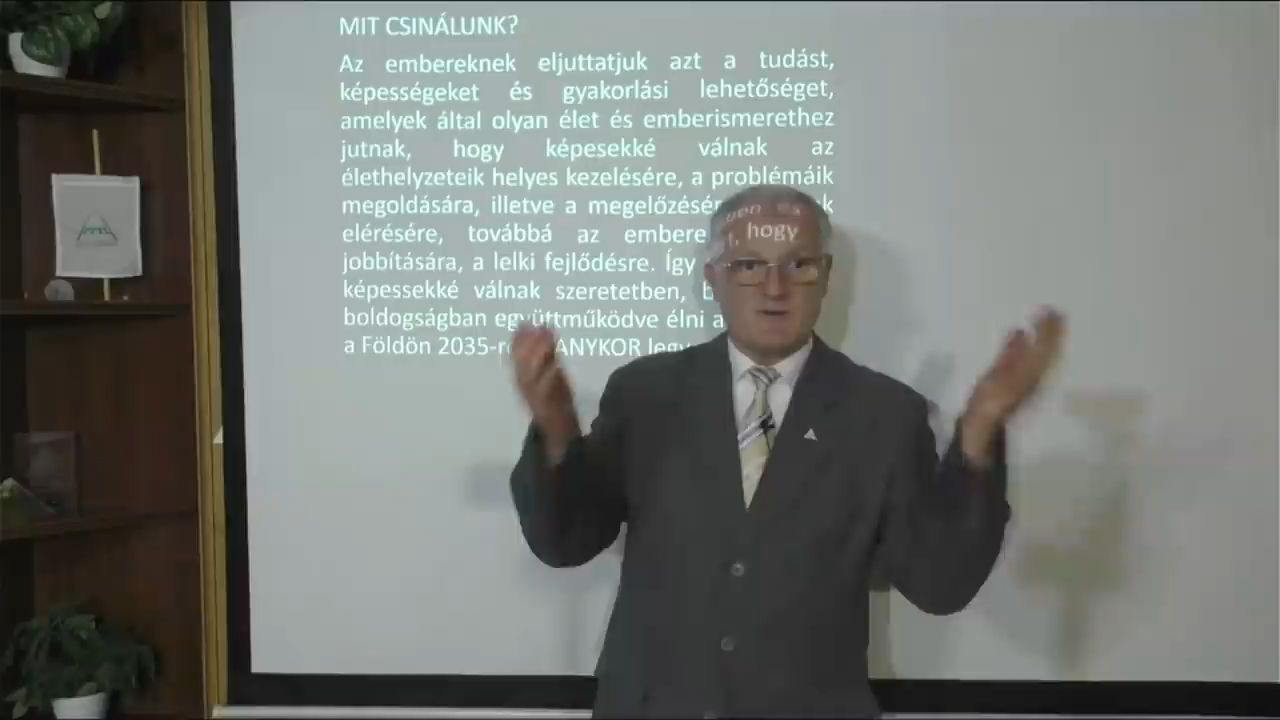 MIT CSINÁLUNK?
Az embereknek eljuttatjuk azt a tudást,
képességeket és gyakorlási lehetőséget,
amelyek által olyan élet és emberismerethez
jutnak, hogy képesekké válnak az
élethelyzeteik helyes kezelésére, a problémáik
megoldására, illetve a
elérésére, továbbá az hogy
jobbítására, a lelki fejlődésre. Így
képessekké válnak szeretetben,
boldogságban együttműködve élni
a Földön